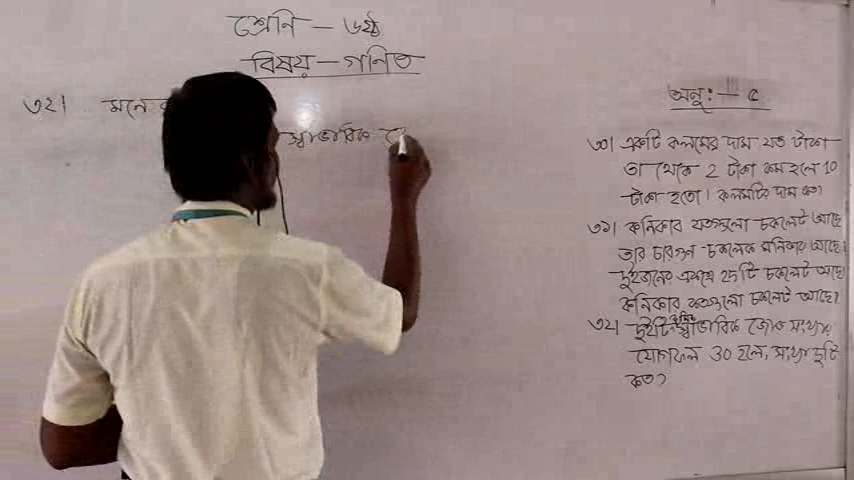 শ্রেণি - ৬ষ্ঠ
বিষয় - গনিত
৩২। মনে
স্বাভাবিক
অনু: - ৫
৩০। একটি কলমের দাম যত টাকা
তা থেকে 2 টাকা কম হলে 10
টাকা হতো। কলমটির দাম কত?
৩১। কনিকার যতগুলো চকলেট আছে
তার চারগুন চকলেট মনিকার আছে।
দুইজনের একত্রে 25টি চকলেট আছে।
কনিকার কতগুলো চকলেট আছে।
৩২। দুইটি ক্রমিক স্বাভাবিক জোড় সংখ্যার
যোগফল ৩০ হলে, সংখ্যা দুটি
কত?